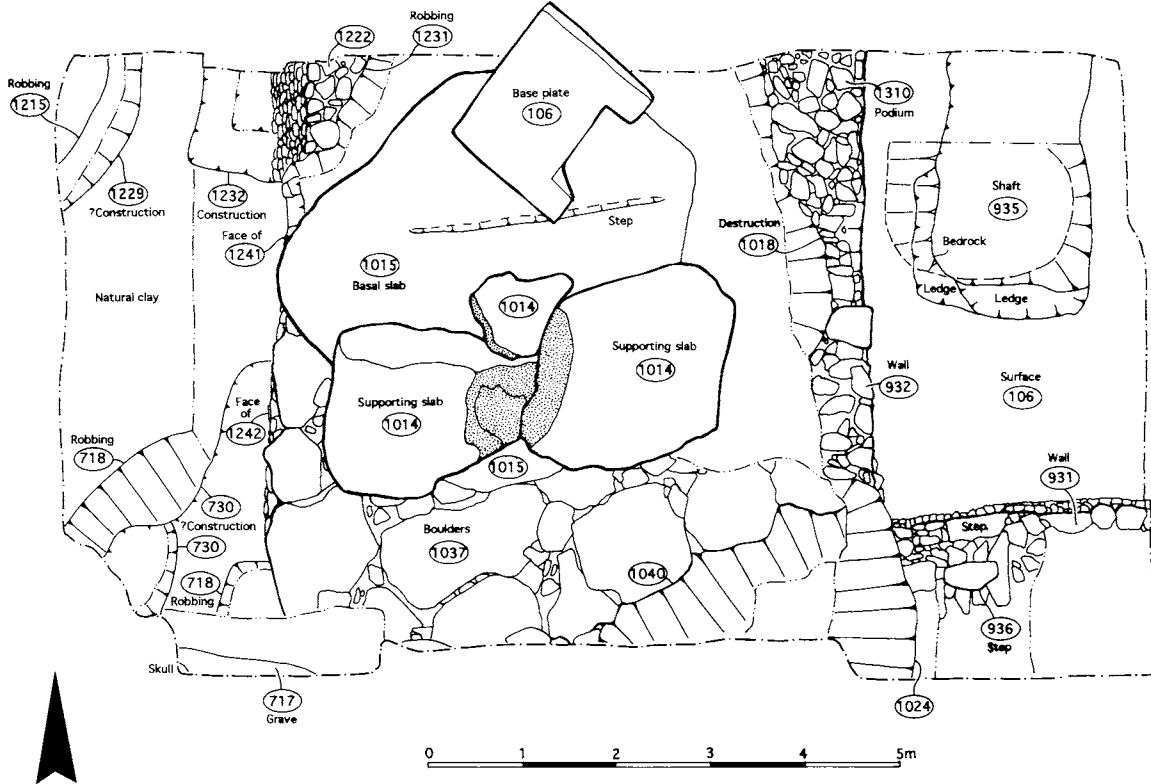 Robbing
1215
1222
Robbing
1231
Base plate
106
1310
Podium
1229
?Construction
1232
Construction
Shaft
935
Face of
1241
Step
Destruction
1018
Bedrock
1015
Basal slab
Natural clay
Ledge
Ledge
1014
Supporting slab
1014
Wall
932
Surface
106
Face
of
1242
Supporting slab
1014
Robbing
718
1015
Wall
931
730
?Construction
730
Boulders
1037
Step
718
Robbing
1040
936
Step
Skull
717
Grave
1024
0 1 2 3 4 5m